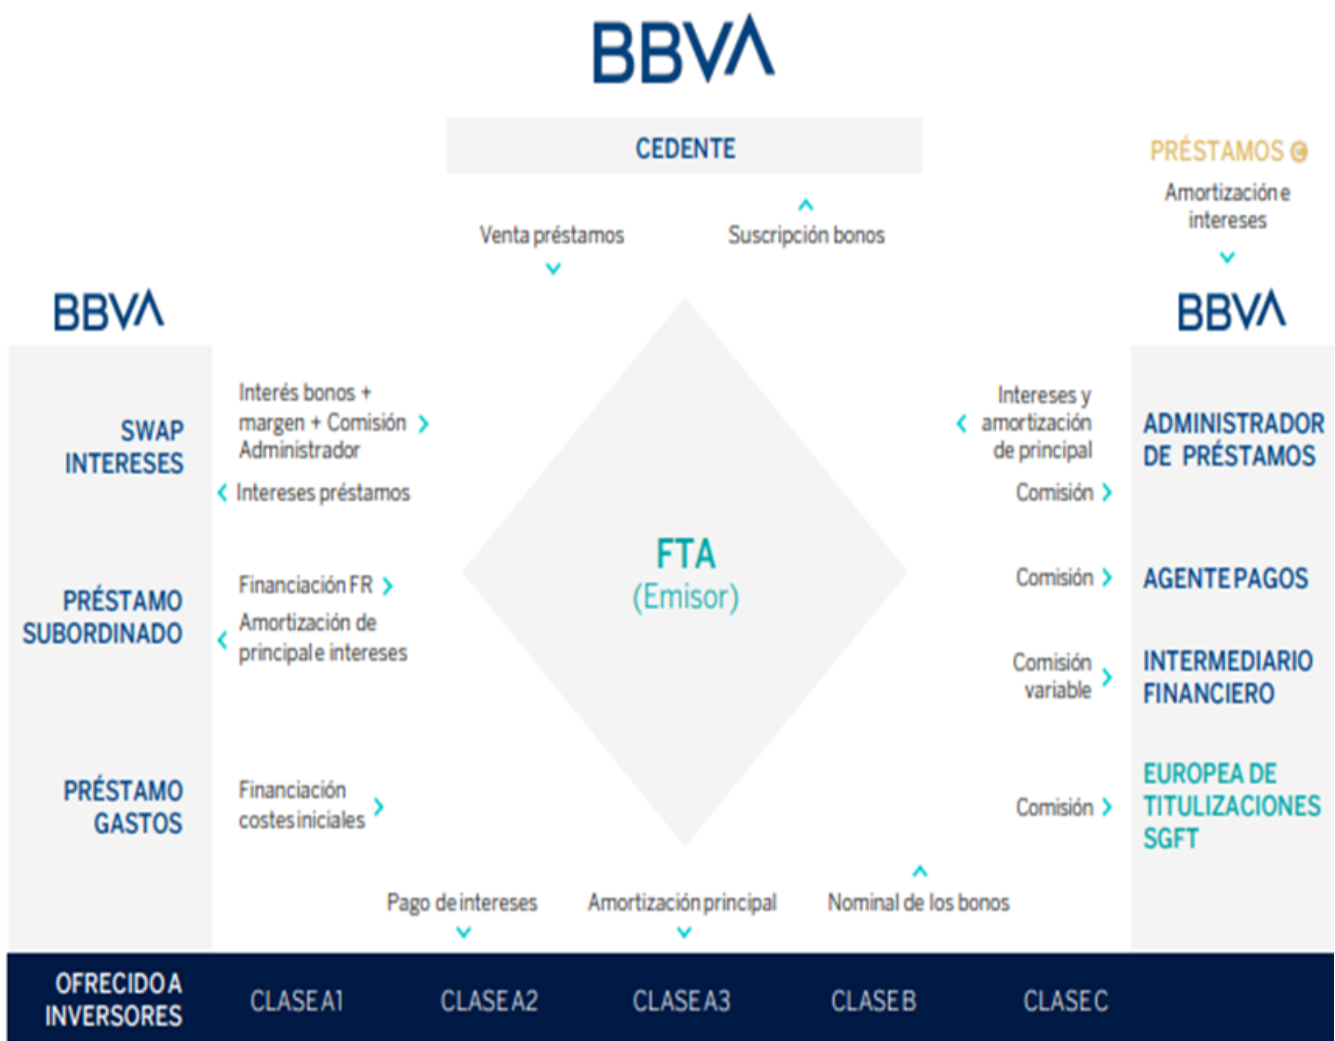 BBVA
CEDENTE
PRÉSTAMOS
Amortización e
intereses
Venta préstamos
Suscripción bonos
BBVA
BBVA
SWAP
INTERESES
Interés bonos +
margen + Comisión
Administrador
Intereses préstamos
Intereses y
amortización
de principal
Comisión
ADMINISTRADOR
DE PRÉSTAMOS
FTA
(Emisor)
PRÉSTAMO
SUBORDINADO
Financiación FR
Amortización de
principal e intereses
Comisión
AGENTE PAGOS
Comisión
variable
INTERMEDIARIO
FINANCIERO
PRÉSTAMO
GASTOS
Financiación
costes iniciales
Comisión
EUROPEA DE
TITULIZACIONES
SGFT
Pago de intereses
Amortización principal
Nominal de los bonos
OFRECIDO A
INVERSORES
CLASE A1
CLASE A2
CLASE A3
CLASE B
CLASE C